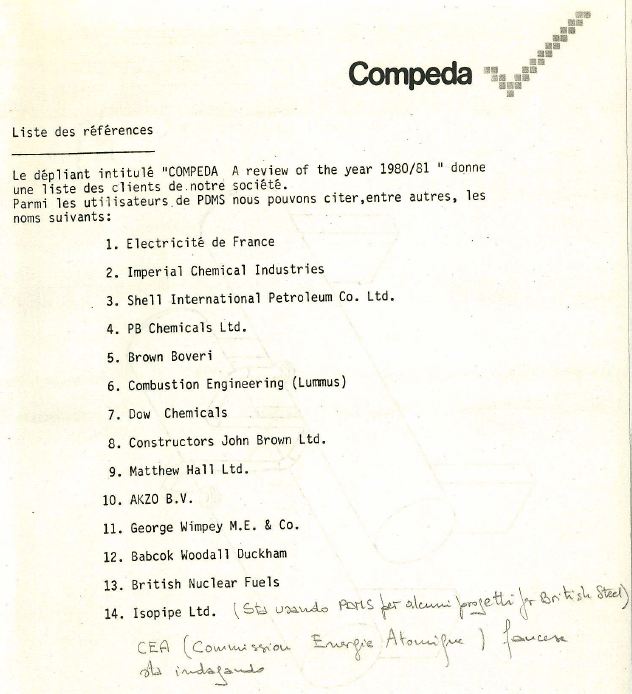 Compeda
Liste des références
Le dépliant intitulé "COMPEDA A review of the year 1980/81 " donne
une liste des clients de notre société.
Parmi les utilisateurs de PDMS nous pouvons citer,entre autres, les
noms suivants:
1. Electricité de France
2. Imperial Chemical Industries
3. Shell International Petroleum Co. Ltd.
4. PB Chemicals Ltd.
5. Brown Boveri
6. Combustion Engineering (Lummus)
7. Dow Chemicals
8. Constructors John Brown Ltd.
9. Matthew Hall Ltd.
10. AKZO B.V.
11. George Wimpey M.E. & Co.
12. Babcok Woodall Duckham
13. British Nuclear Fuels
14. Isopipe Ltd. (Sta usando PDMS per alcuni progetti per British Steel)
CEA (Commission Energie Atomique) francese
sta indagando